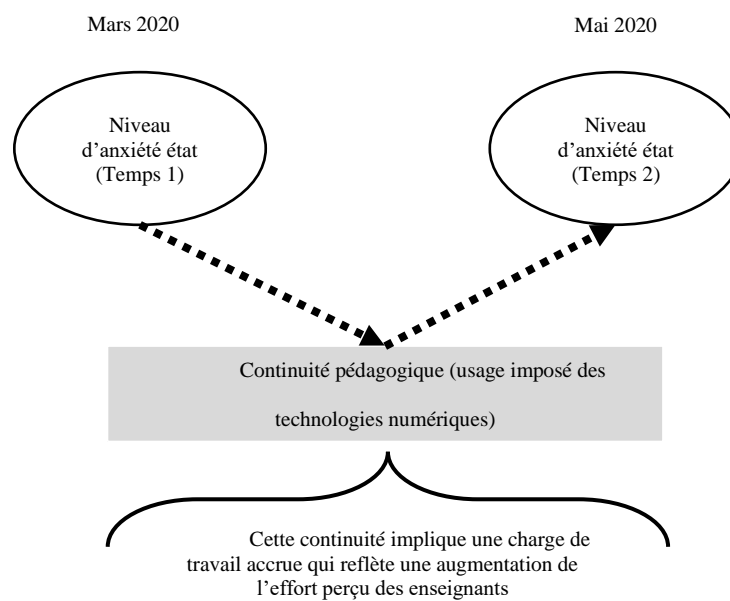 Mars 2020
Mai 2020
Niveau
d’anxiété état
(Temps 1)
Niveau
d’anxiété état
(Temps 2)
Continuité pédagogique (usage imposé des
technologies numériques)
Cette continuité implique une charge de
travail accrue qui reflète une augmentation de
l’effort perçu des enseignants